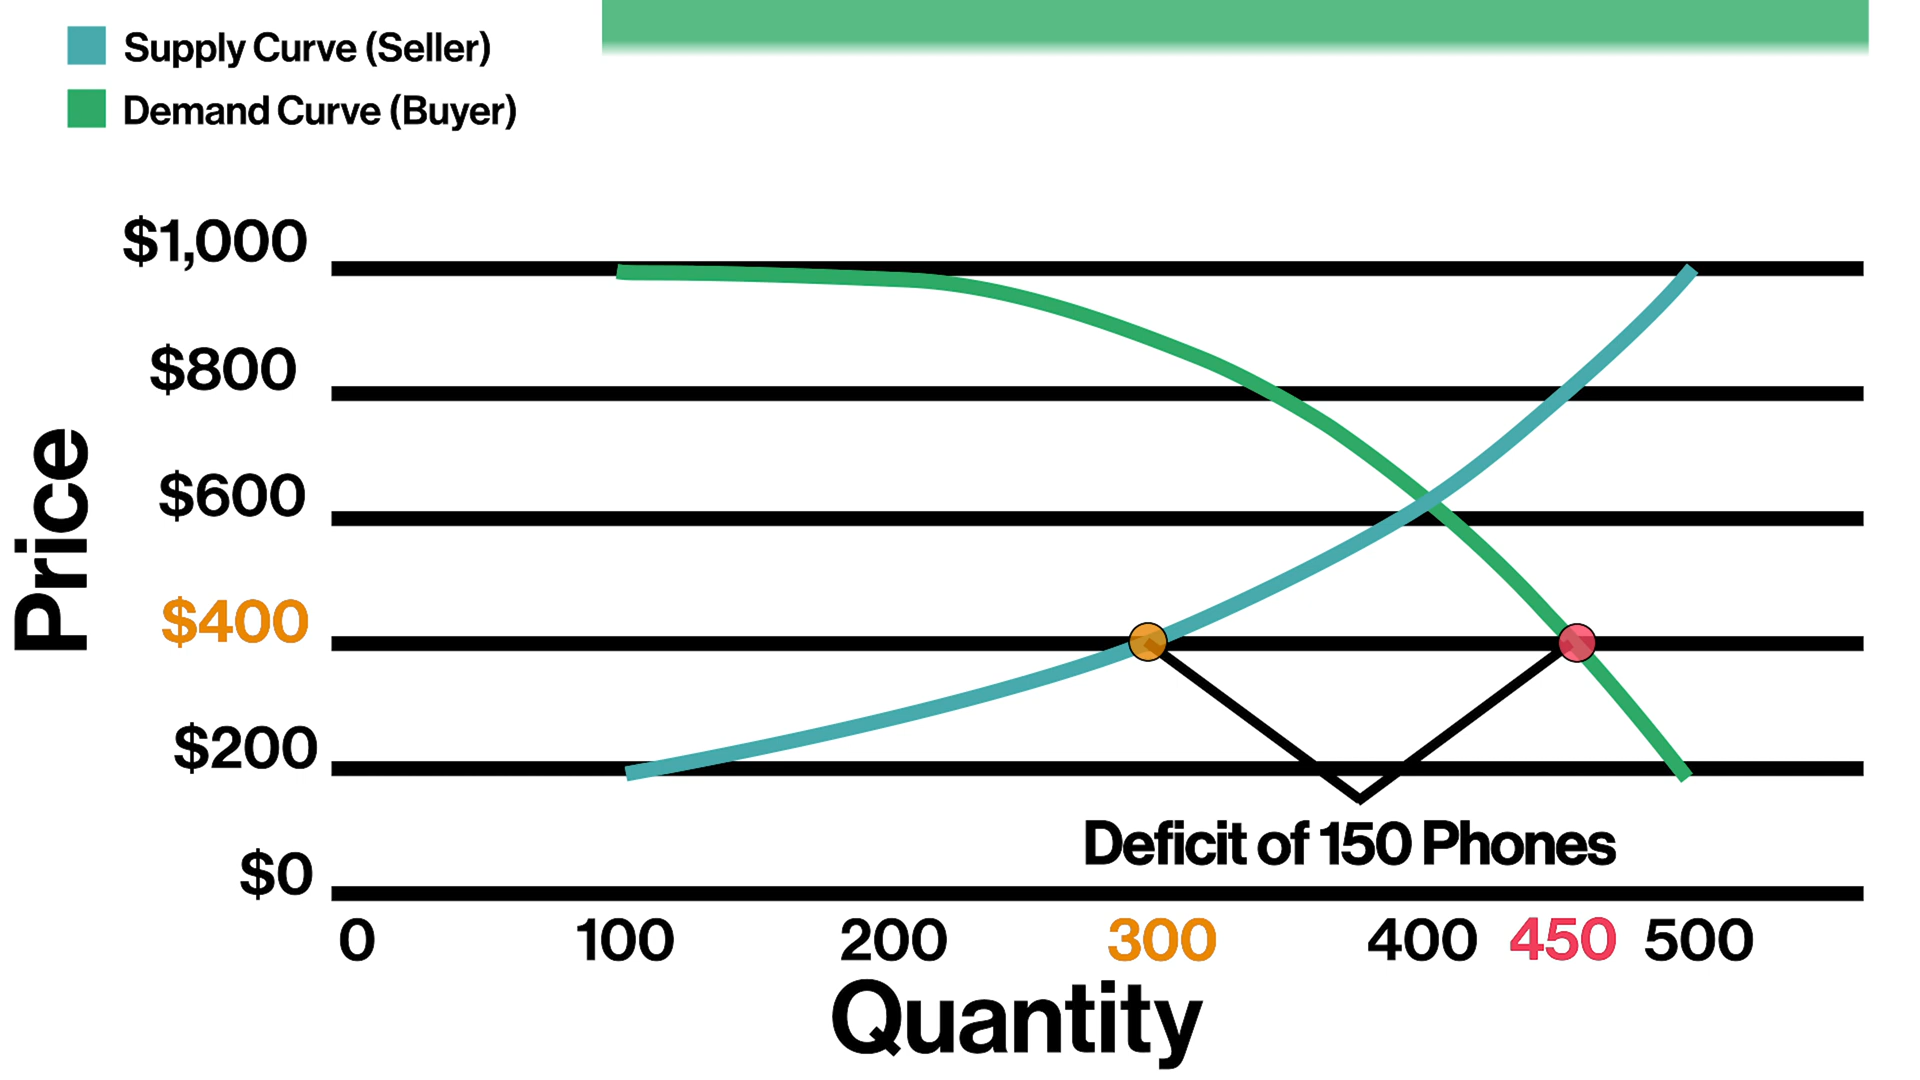 Supply Curve (Seller)
Demand Curve (Buyer)
$1,000
$800
$600
$400
$200
$0
Price
Deficit of 150 Phones
0 100 200 300 400 450 500
Quantity